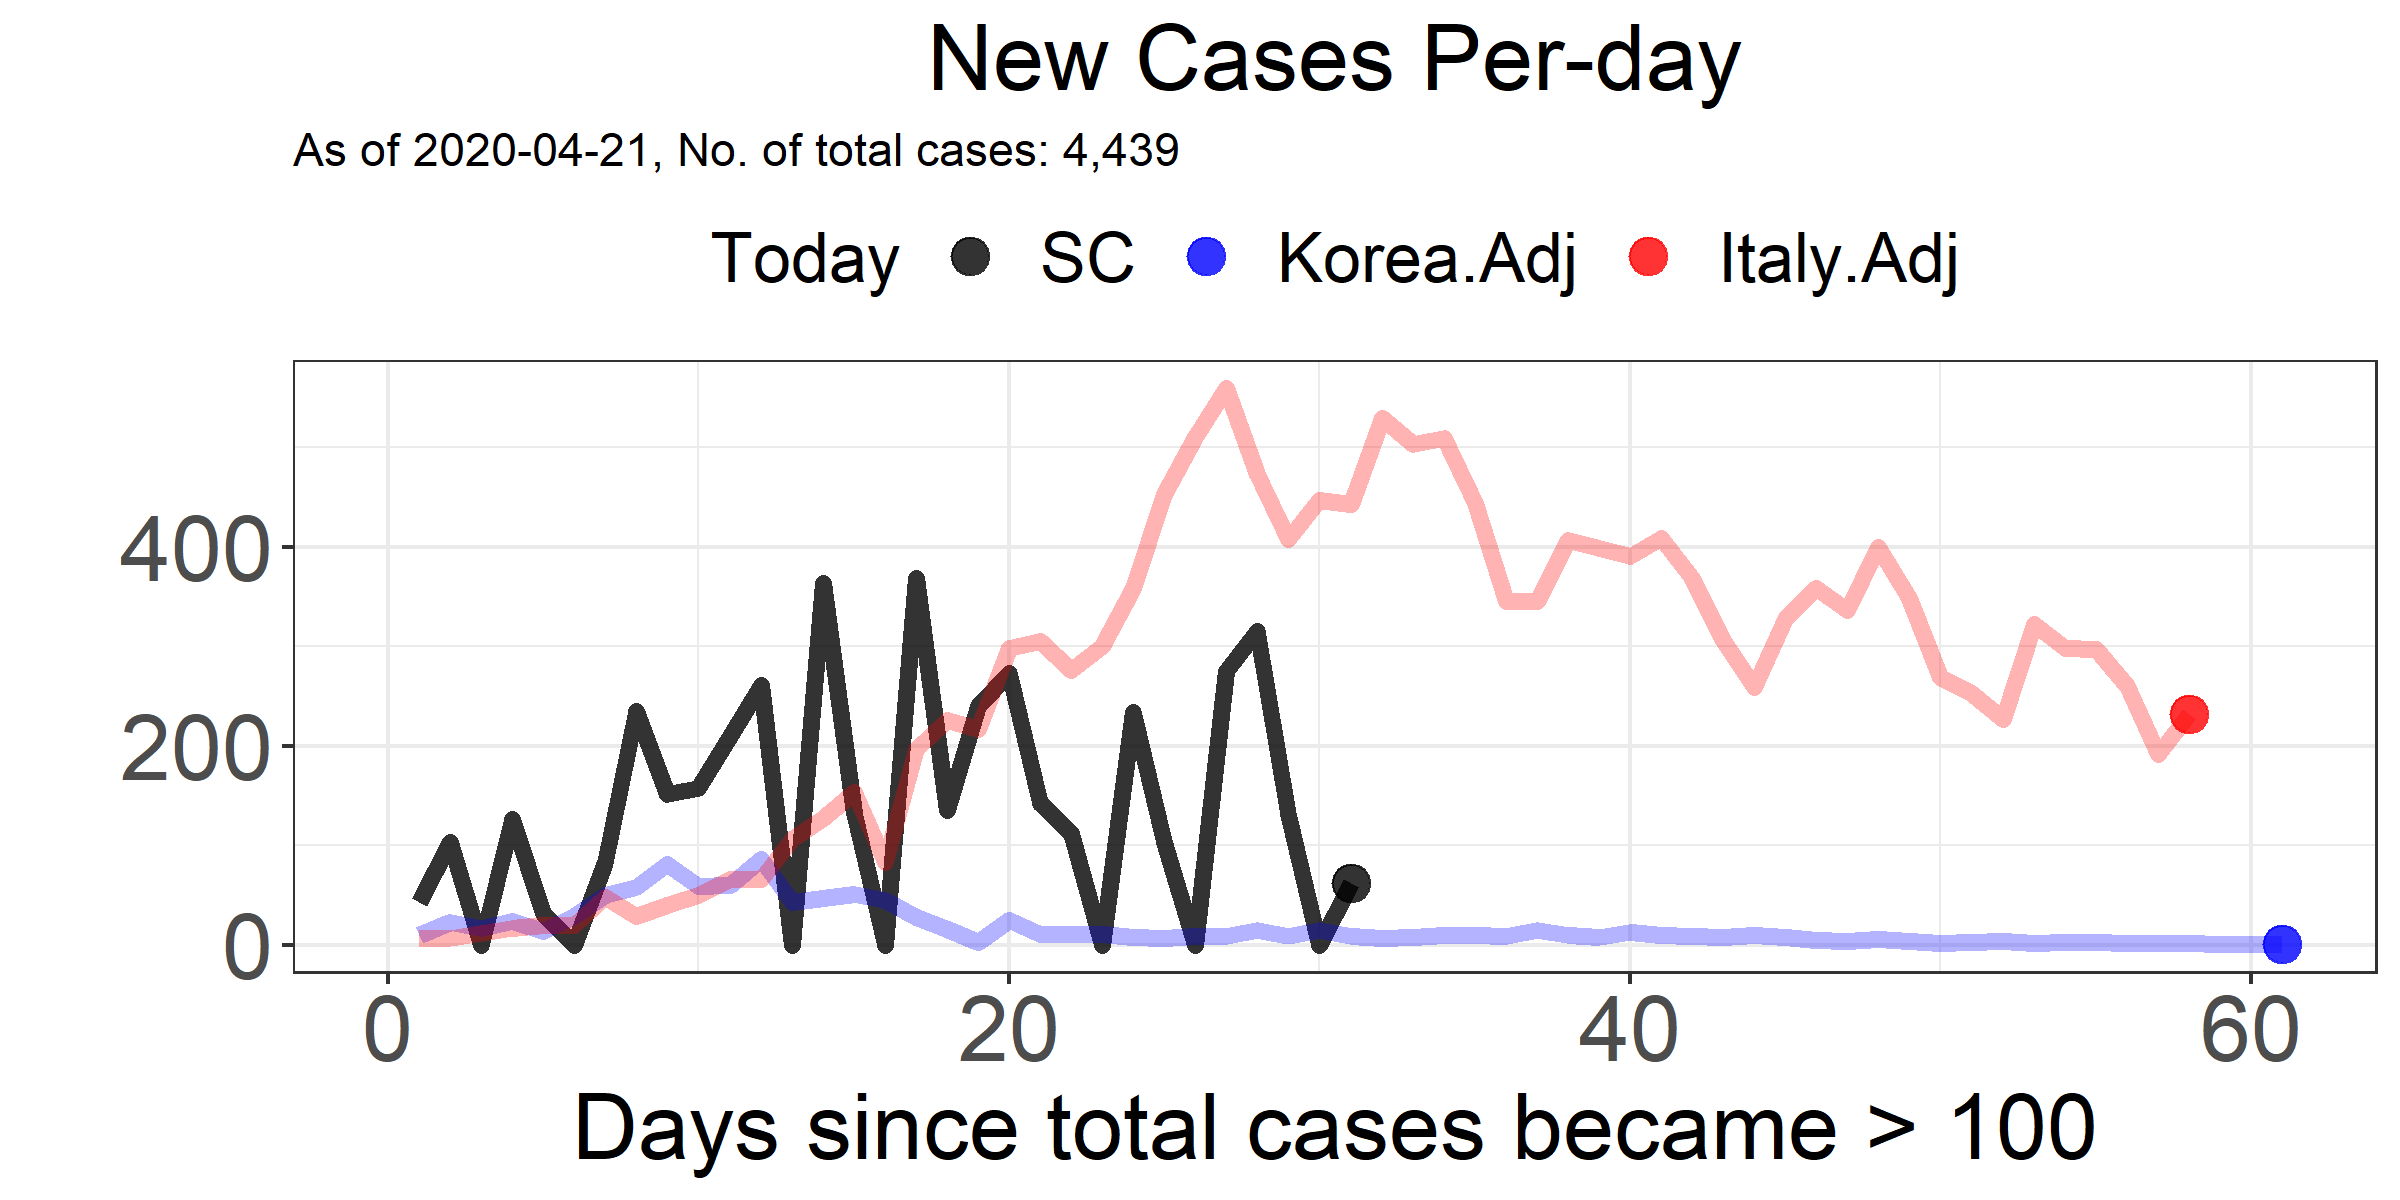 New Cases Per-day
As of 2020-04-21, No. of total cases: 4,439
Today SC Korea.Adj Italy.Adj
400
200
0
0 20 40 60
Days since total cases became > 100